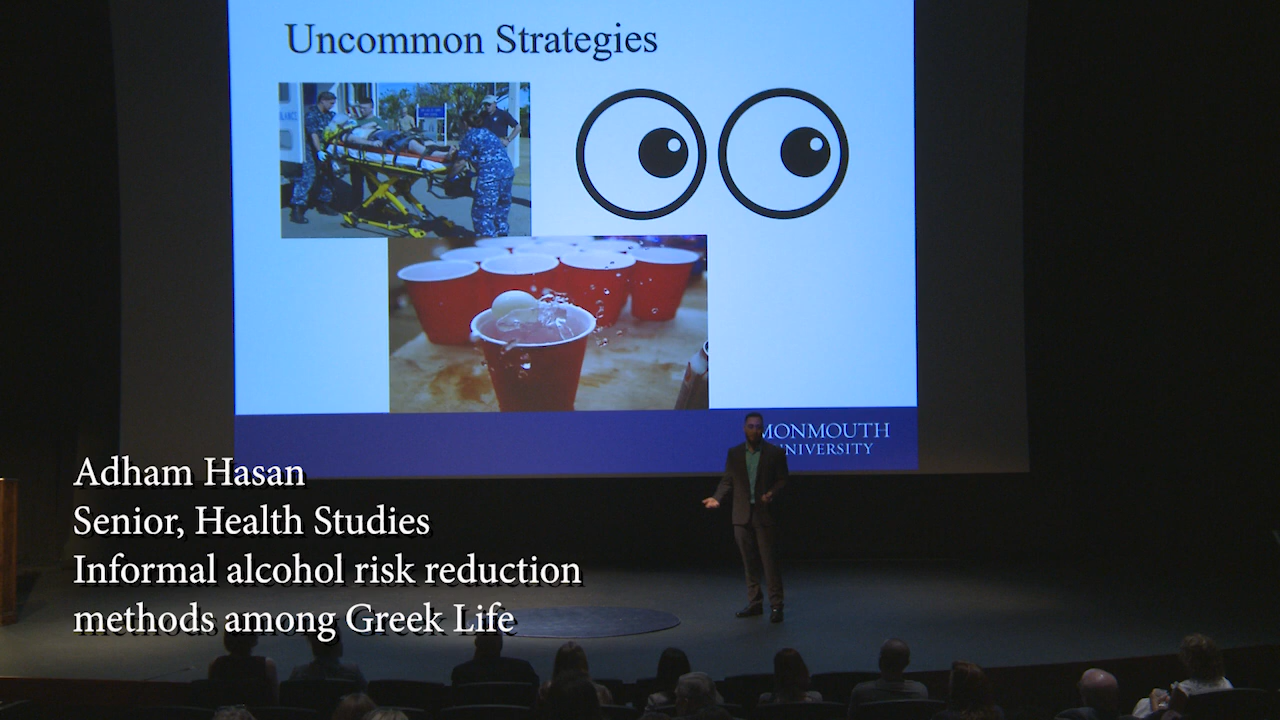 Uncommon Strategies
MONMOUTH
UNIVERSITY
Adham Hasan
Senior, Health Studies
Informal alcohol risk reduction
methods among Greek Life